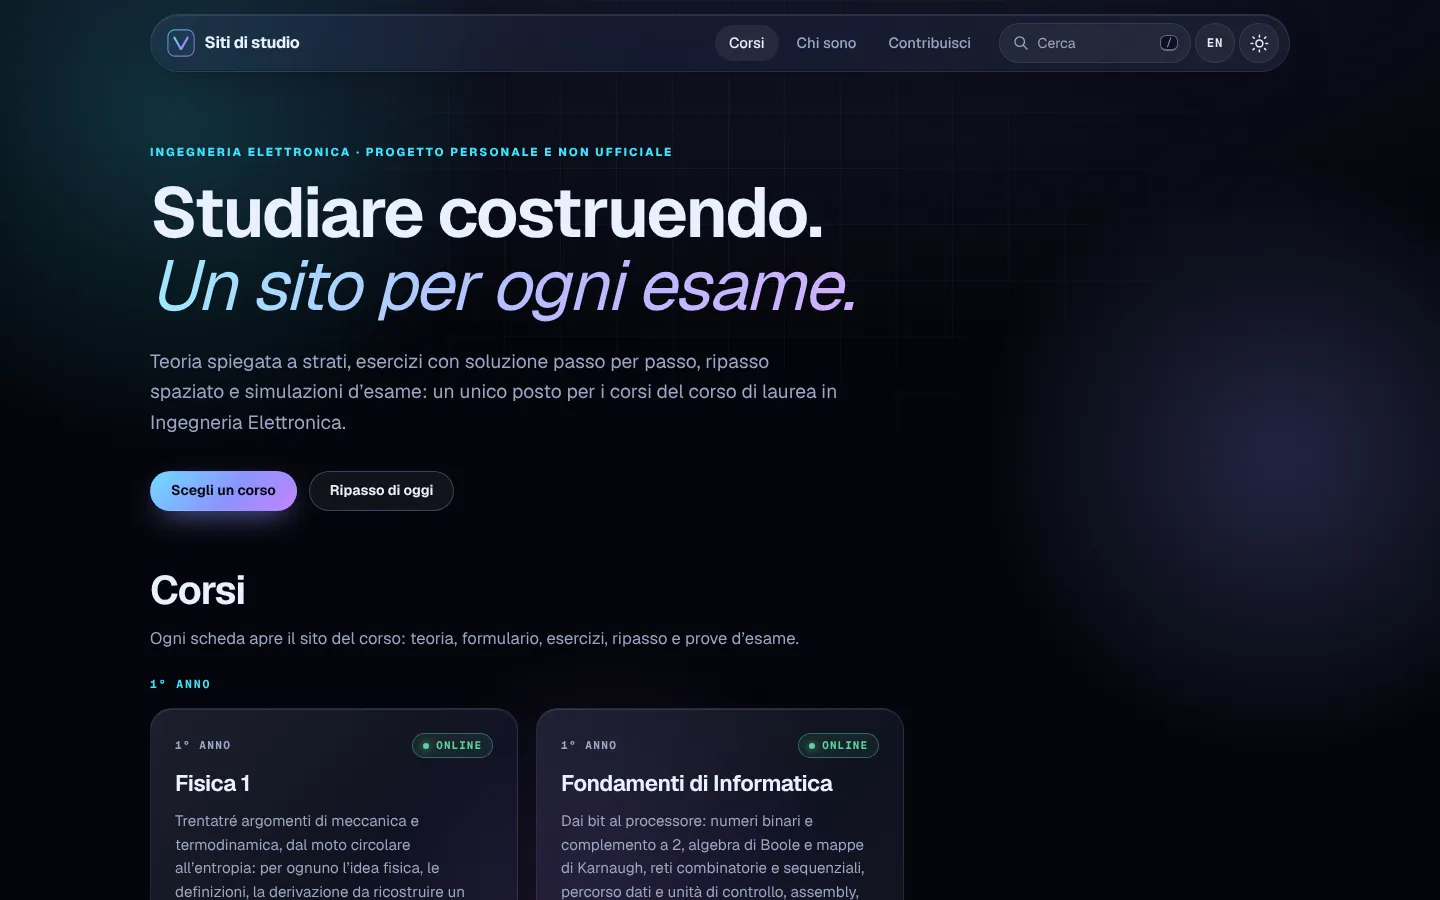 Siti di studio
Corsi
Chi sono
Contribuisci
Cerca
/
EN
INGEGNERIA ELETTRONICA · PROGETTO PERSONALE E NON UFFICIALE
Studiare costruendo.
Un sito per ogni esame.
Teoria spiegata a strati, esercizi con soluzione passo per passo, ripasso
spaziato e simulazioni d’esame: un unico posto per i corsi del corso di laurea in
Ingegneria Elettronica.
Scegli un corso
Ripasso di oggi
Corsi
Ogni scheda apre il sito del corso: teoria, formulario, esercizi, ripasso e prove d’esame.
1° ANNO
1° ANNO
ONLINE
Fisica 1
Trentatré argomenti di meccanica e
termodinamica, dal moto circolare
all’entropia: per ognuno l’idea fisica, le
definizioni, la derivazione da ricostruire un
1° ANNO
ONLINE
Fondamenti di Informatica
Dai bit al processore: numeri binari e
complemento a 2, algebra di Boole e mappe
di Karnaugh, reti combinatorie e sequenziali,
percorso dati e unità di controllo, assembly,